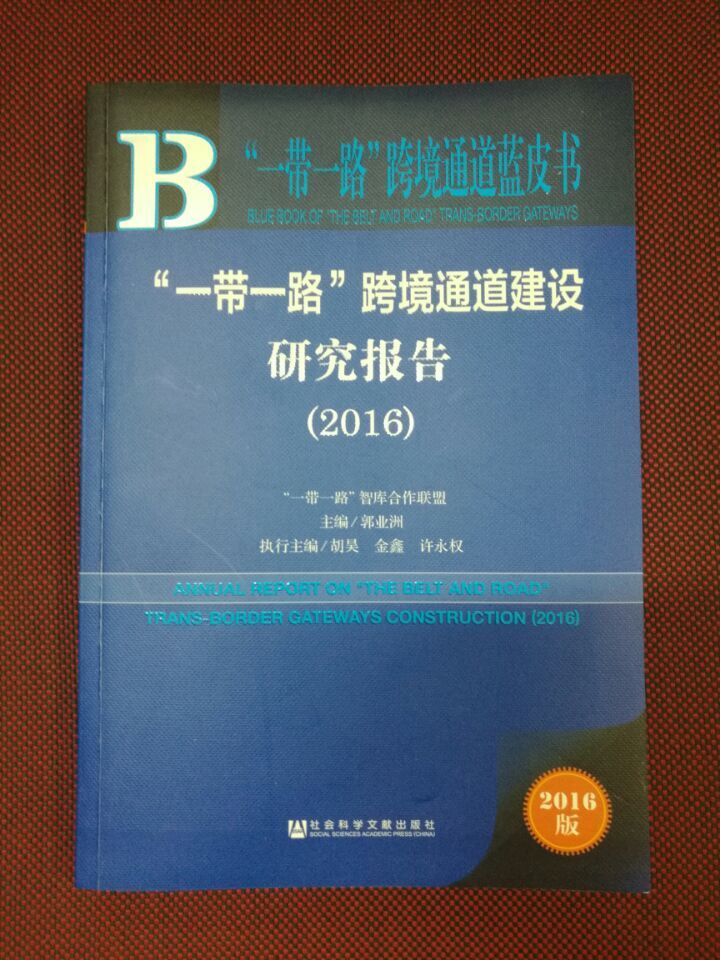 B
“一带一路”跨境通道蓝皮书
BLUE BOOK OF "THE BELT AND ROAD" TRANS-BORDER GATEWAYS
“一带一路”跨境通道建设
研究报告
(2016)
“一带一路”智库合作联盟
主编/郭业洲
执行主编/胡昊 金鑫 许永权
ANNUAL REPORT ON "THE BELT AND ROAD"
TRANS-BORDER GATEWAYS CONSTRUCTION (2016)
2016
版
社会科学文献出版社
SOCIAL SCIENCES ACADEMIC PRESS (CHINA)